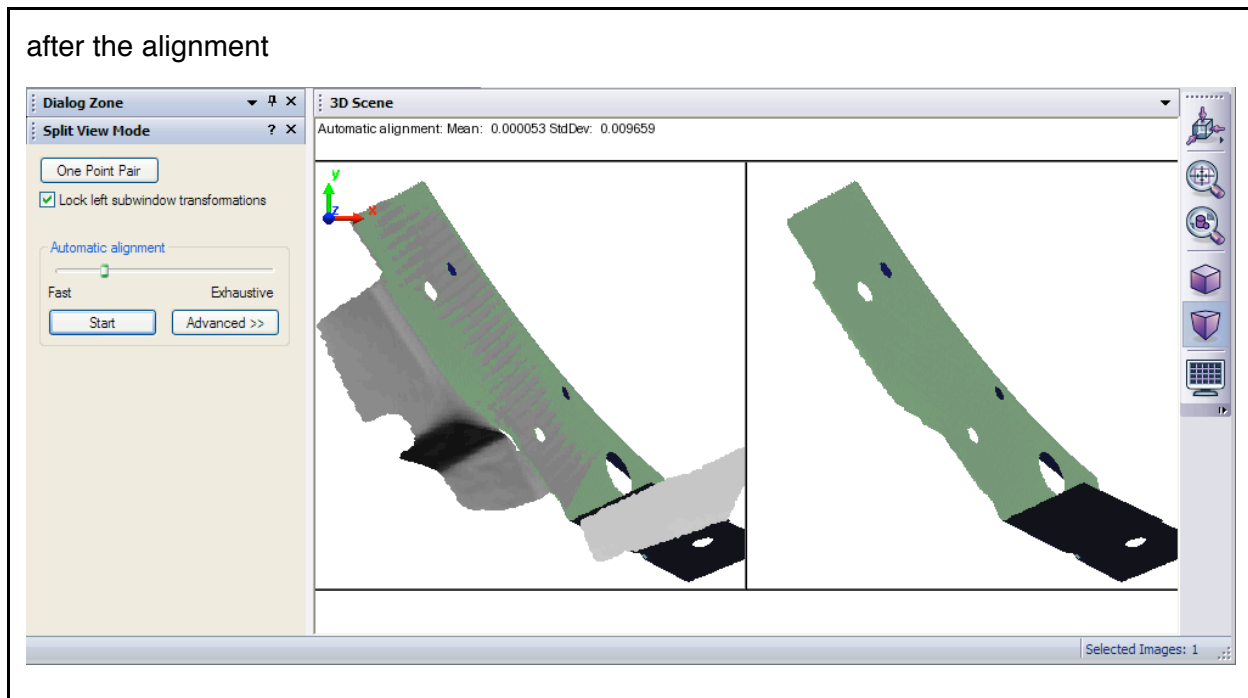 after the alignment
Dialog Zone
3D Scene
Split View Mode
Automatic alignment: Mean: 0.000053 StdDev: 0.009659
One Point Pair
Lock left subwindow transformations
Automatic alignment
Fast Exhaustive
Start Advanced >>
y
z x
Selected Images: 1